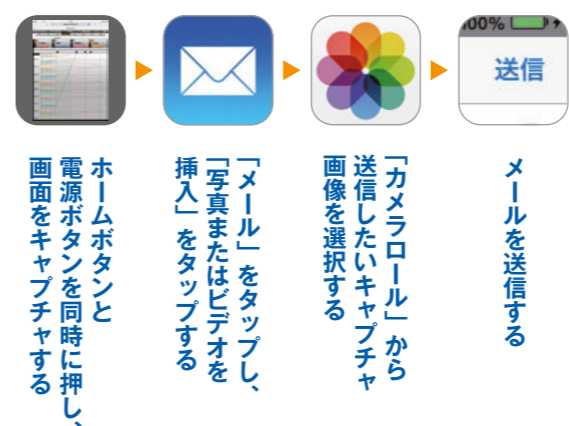 100%
送信
ホームボタンと
電源ボタンを同時に押し、
画面をキャプチャする
「メール」をタップし、
「写真またはビデオを
挿入」をタップする
「カメラロール」から
送信したいキャプチャ
画像を選択する
メールを送信する